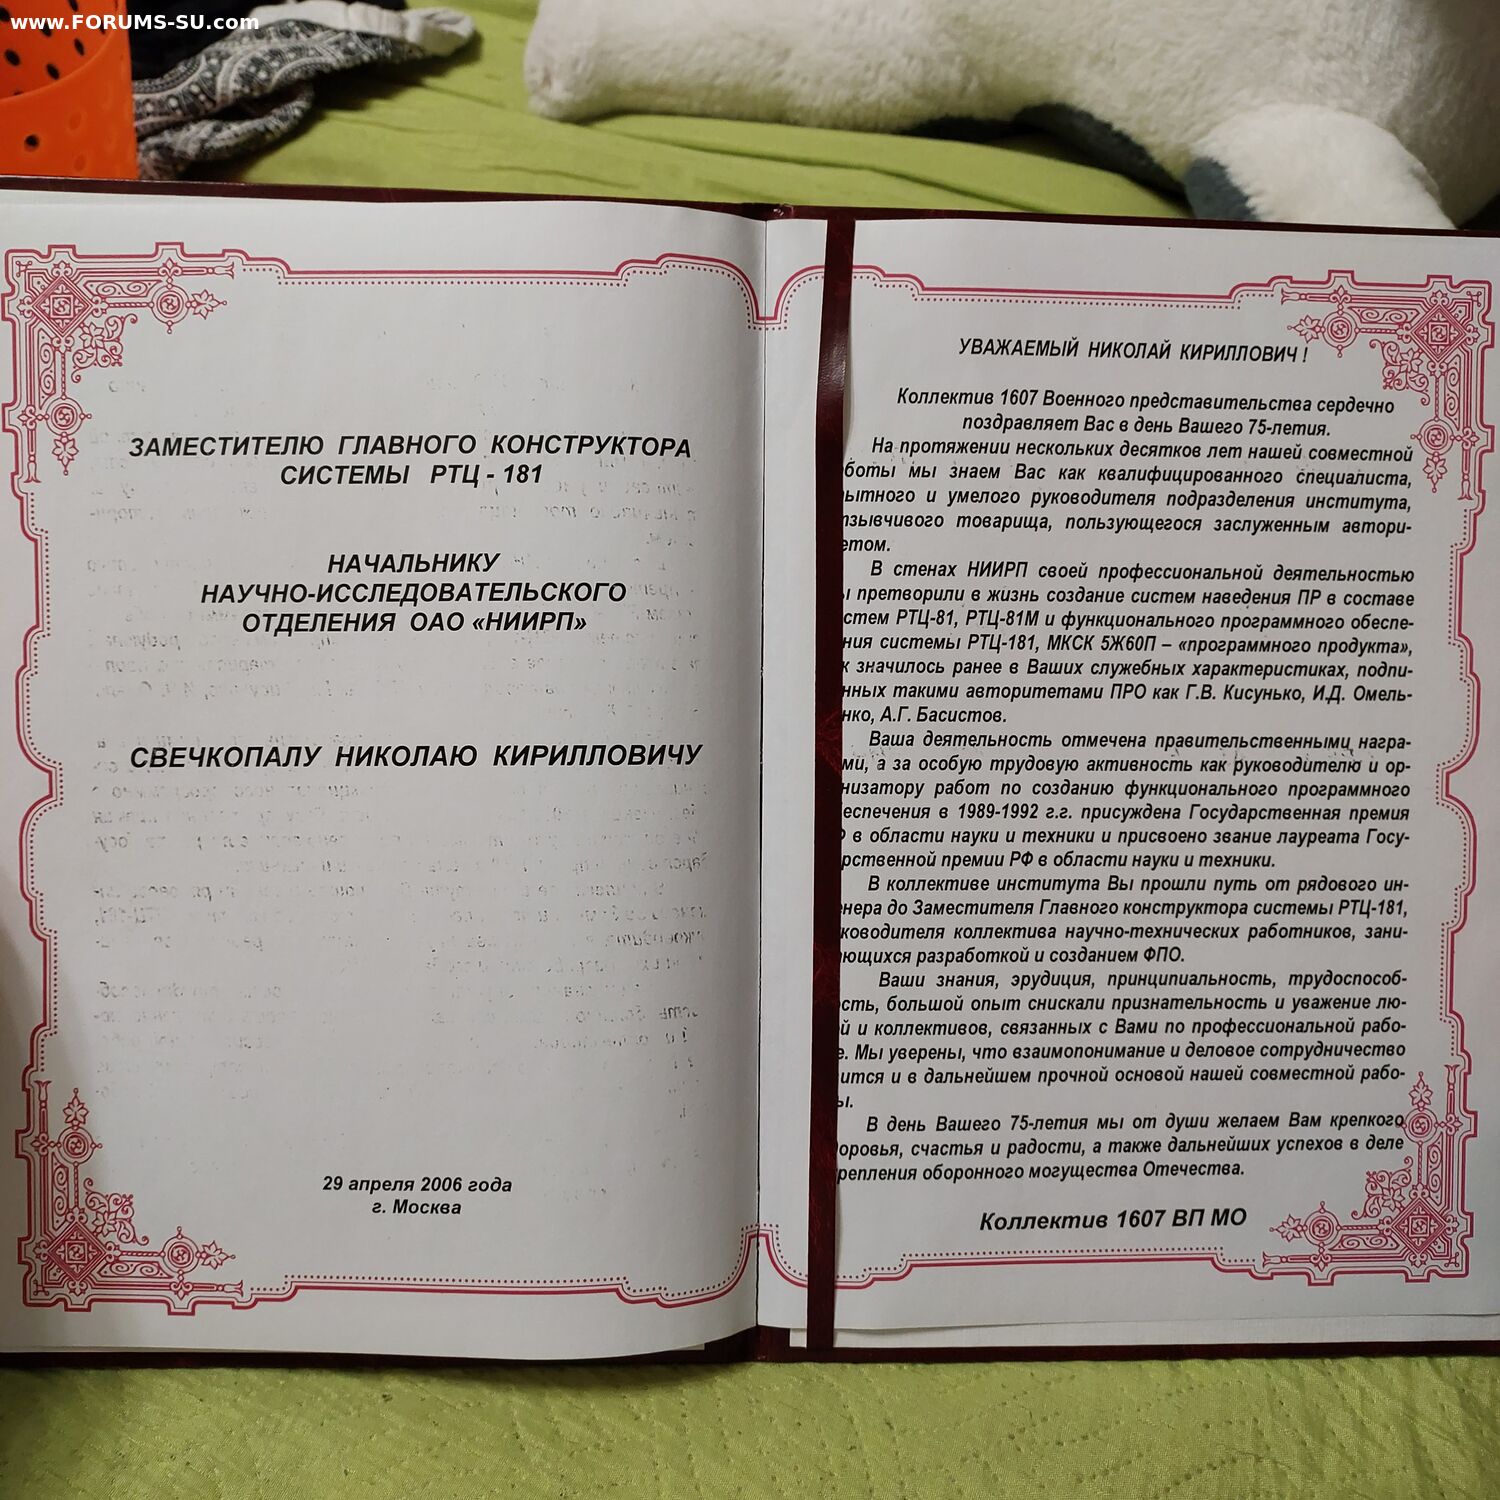 www.FORUMS-SU.com
ЗАМЕСТИТЕЛЮ ГЛАВНОГО КОНСТРУКТОРА
СИСТЕМЫ РТЦ - 181
НАЧАЛЬНИКУ
НАУЧНО-ИССЛЕДОВАТЕЛЬСКОГО
ОТДЕЛЕНИЯ ОАО «НИИРП»
СВЕЧКОПАЛУ НИКОЛАЮ КИРИЛЛОВИЧУ
29 апреля 2006 года
г. Москва
УВАЖАЕМЫЙ НИКОЛАЙ КИРИЛЛОВИЧ !
Коллектив 1607 Военного представительства сердечно
поздравляет Вас в день Вашего 75-летия.
На протяжении нескольких десятков лет нашей совместной
боты мы знаем Вас как квалифицированного специалиста,
ытного и умелого руководителя подразделения института,
тзывчивого товарища, пользующегося заслуженным автори-
етом.
В стенах НИИРП своей профессиональной деятельностью
ы претворили в жизнь создание систем наведения ПР в составе
стем РТЦ-81, РТЦ-81М и функционального программного обеспе-
ния системы РТЦ-181, МКСК 5Ж60П – «программного продукта»,
к значилось ранее в Ваших служебных характеристиках, подпи-
нных такими авторитетами ПРО как Г.В. Кисунько, И.Д. Омель-
нко, А.Г. Басистов.
Ваша деятельность отмечена правительственными награ-
ми, а за особую трудовую активность как руководителю и ор-
низатору работ по созданию функционального программного
еспечения в 1989-1992 г.г. присуждена Государственная премия
Ф в области науки и техники и присвоено звание лауреата Госу-
рственной премии РФ в области науки и техники.
В коллективе института Вы прошли путь от рядового ин-
енера до Заместителя Главного конструктора системы РТЦ-181,
ководителя коллектива научно-технических работников, зани-
ющихся разработкой и созданием ФПО.
Ваши знания, эрудиция, принципиальность, трудоспособ-
ость, большой опыт снискали признательность и уважение лю-
й и коллективов, связанных с Вами по профессиональной рабо-
е. Мы уверены, что взаимопонимание и деловое сотрудничество
ится и в дальнейшем прочной основой нашей совместной рабо-
ы.
В день Вашего 75-летия мы от души желаем Вам крепкого
доровья, счастья и радости, а также дальнейших успехов в деле
крепления оборонного могущества Отечества.
Коллектив 1607 ВП МО